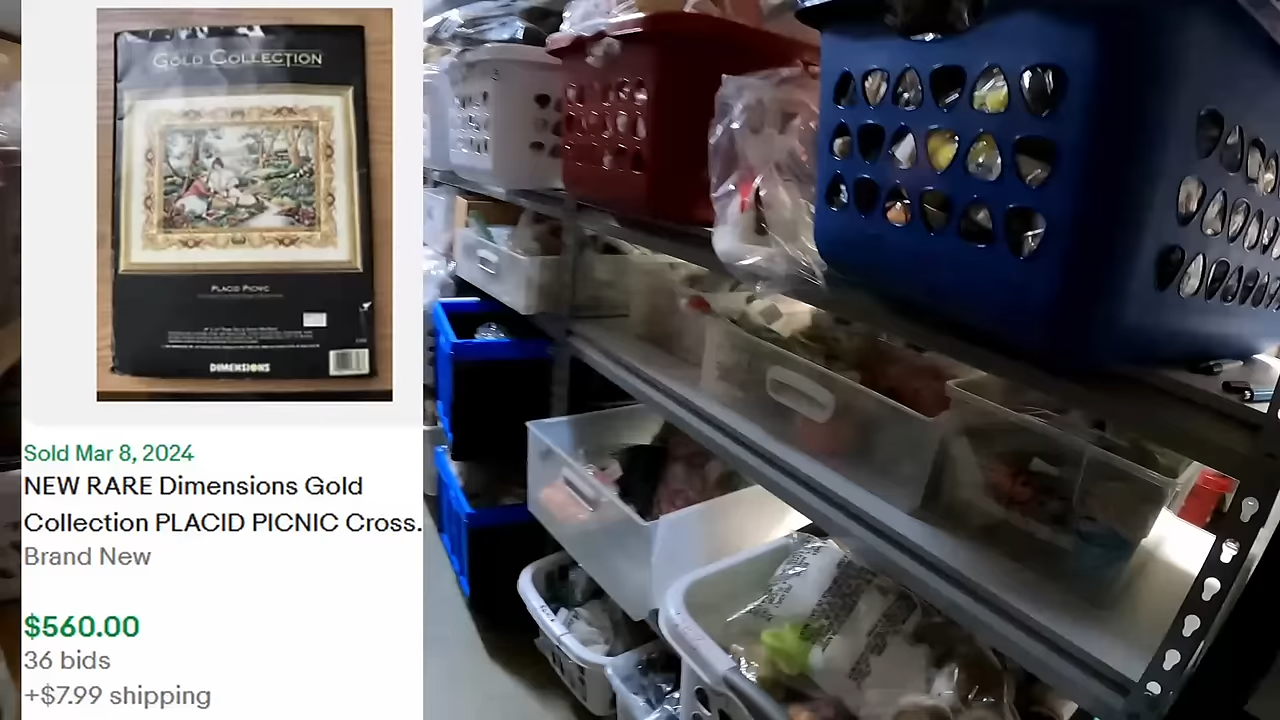 GOLD COLLECTION
PLACID PICNIC
DIMENSIONS
Sold Mar 8, 2024
NEW RARE Dimensions Gold
Collection PLACID PICNIC Cross.
Brand New
$560.00
36 bids
+$7.99 shipping